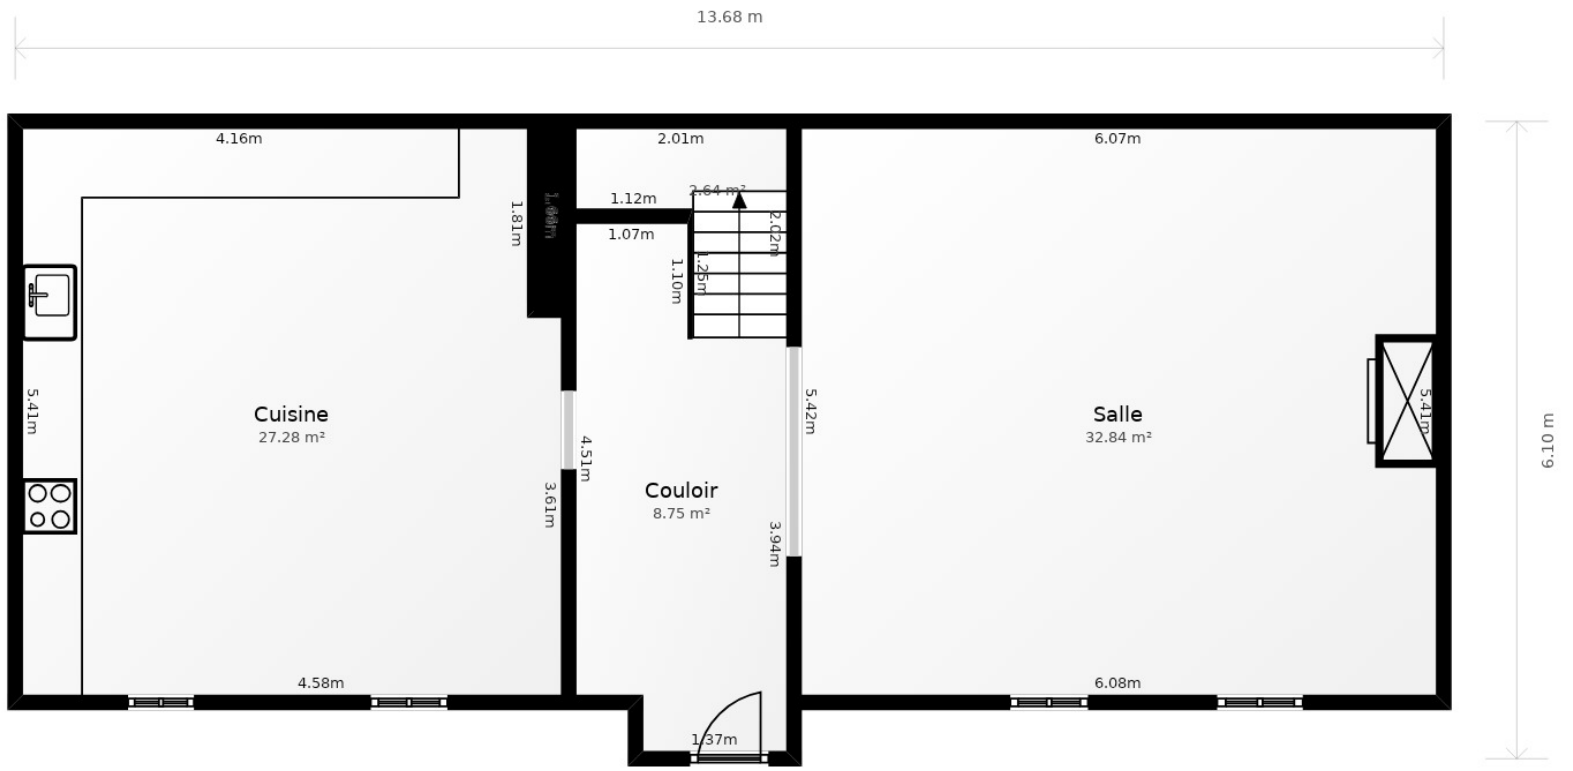 13.68 m
4.16m
2.01m
6.07m
2.64 m²
1.12m
1.81m
2.02m
1.07m
1.10m
1.25m
5.41m
Cuisine
27.28 m²
4.51m
5.42m
Salle
32.84 m²
5.41m
6.10 m
3.61m
Couloir
8.75 m²
3.94m
4.58m
6.08m
1.37m